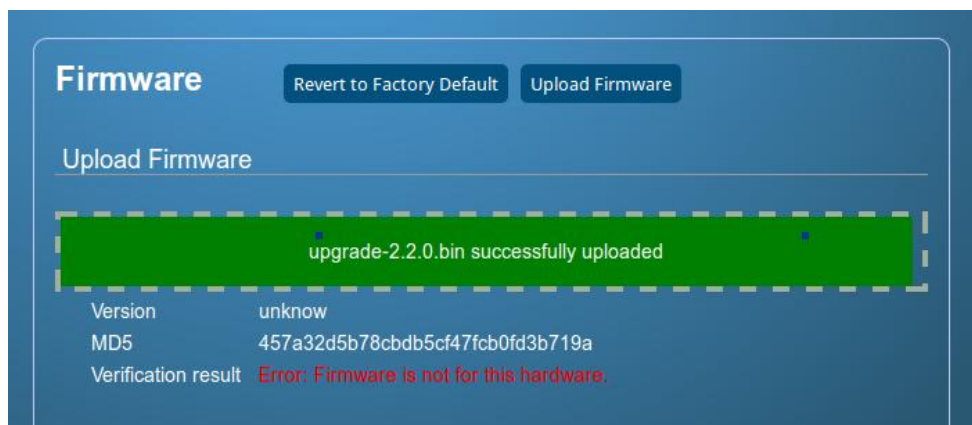 Firmware
Revert to Factory Default
Upload Firmware
Upload Firmware
upgrade-2.2.0.bin successfully uploaded
Version unknow
MD5 457a32d5b78cbdb5cf47fcb0fd3b719a
Verification result Error: Firmware is not for this hardware.